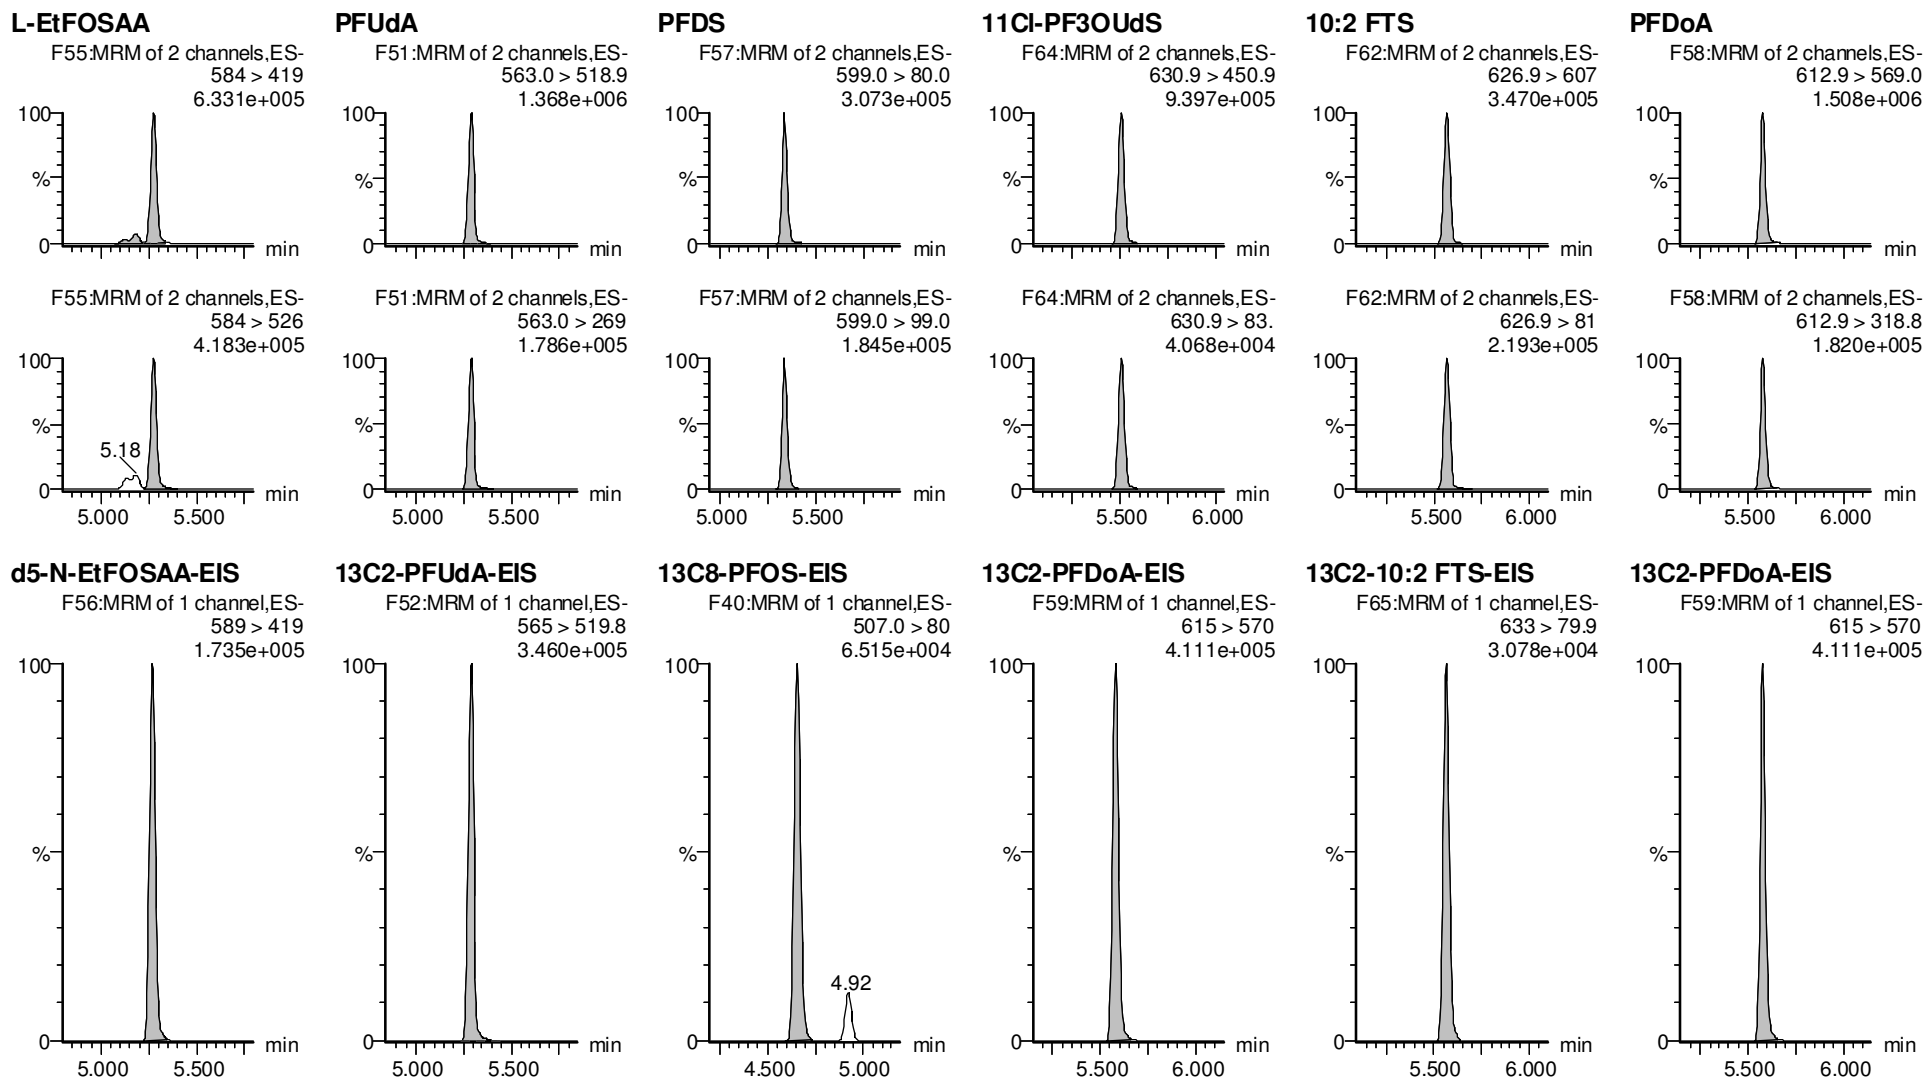 L-EtFOSAA
F55:MRM of 2 channels,ES-
584 > 419
6.331e+005
100
%
0
min
F55:MRM of 2 channels,ES-
584 > 526
4.183e+005
100
%
5.18
0
min
5.000 5.500
PFUdA
F51:MRM of 2 channels,ES-
563.0 > 518.9
1.368e+006
100
%
0
min
F51:MRM of 2 channels,ES-
563.0 > 269
1.786e+005
100
%
0
min
5.000 5.500
PFDS
F57:MRM of 2 channels,ES-
599.0 > 80.0
3.073e+005
100
%
0
min
F57:MRM of 2 channels,ES-
599.0 > 99.0
1.845e+005
100
%
0
min
5.000 5.500
11Cl-PF3OUdS
F64:MRM of 2 channels,ES-
630.9 > 450.9
9.397e+005
100
%
0
min
F64:MRM of 2 channels,ES-
630.9 > 83.
4.068e+004
100
%
0
min
5.500 6.000
10:2 FTS
F62:MRM of 2 channels,ES-
626.9 > 607
3.470e+005
100
%
0
min
F62:MRM of 2 channels,ES-
626.9 > 81
2.193e+005
100
%
0
min
5.500 6.000
PFDoA
F58:MRM of 2 channels,ES-
612.9 > 569.0
1.508e+006
100
%
0
min
F58:MRM of 2 channels,ES-
612.9 > 318.8
1.820e+005
100
%
0
min
5.500 6.000
d5-N-EtFOSAA-EIS
F56:MRM of 1 channel,ES-
589 > 419
1.735e+005
100
%
0
min
5.000 5.500
13C2-PFUdA-EIS
F52:MRM of 1 channel,ES-
565 > 519.8
3.460e+005
100
%
0
min
5.000 5.500
13C8-PFOS-EIS
F40:MRM of 1 channel,ES-
507.0 > 80
6.515e+004
100
%
4.92
0
min
4.500 5.000
13C2-PFDoA-EIS
F59:MRM of 1 channel,ES-
615 > 570
4.111e+005
100
%
0
min
5.500 6.000
13C2-10:2 FTS-EIS
F65:MRM of 1 channel,ES-
633 > 79.9
3.078e+004
100
%
0
min
5.500 6.000
13C2-PFDoA-EIS
F59:MRM of 1 channel,ES-
615 > 570
4.111e+005
100
%
0
min
5.500 6.000